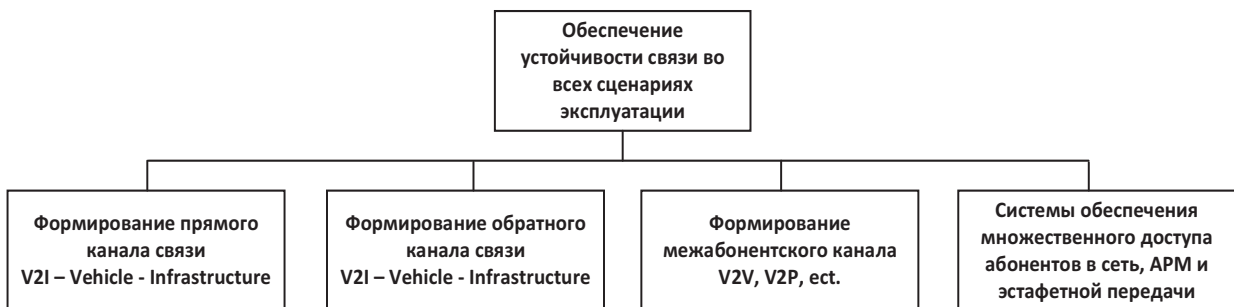 Обеспечение
устойчивости связи во
всех сценариях
эксплуатации
Формирование прямого
канала связи
V2I – Vehicle - Infrastructure
Формирование обратного
канала связи
V2I – Vehicle - Infrastructure
Формирование
межабонентского канала
V2V, V2P, ect.
Системы обеспечения
множественного доступа
абонентов в сеть, АРМ и
эстафетной передачи